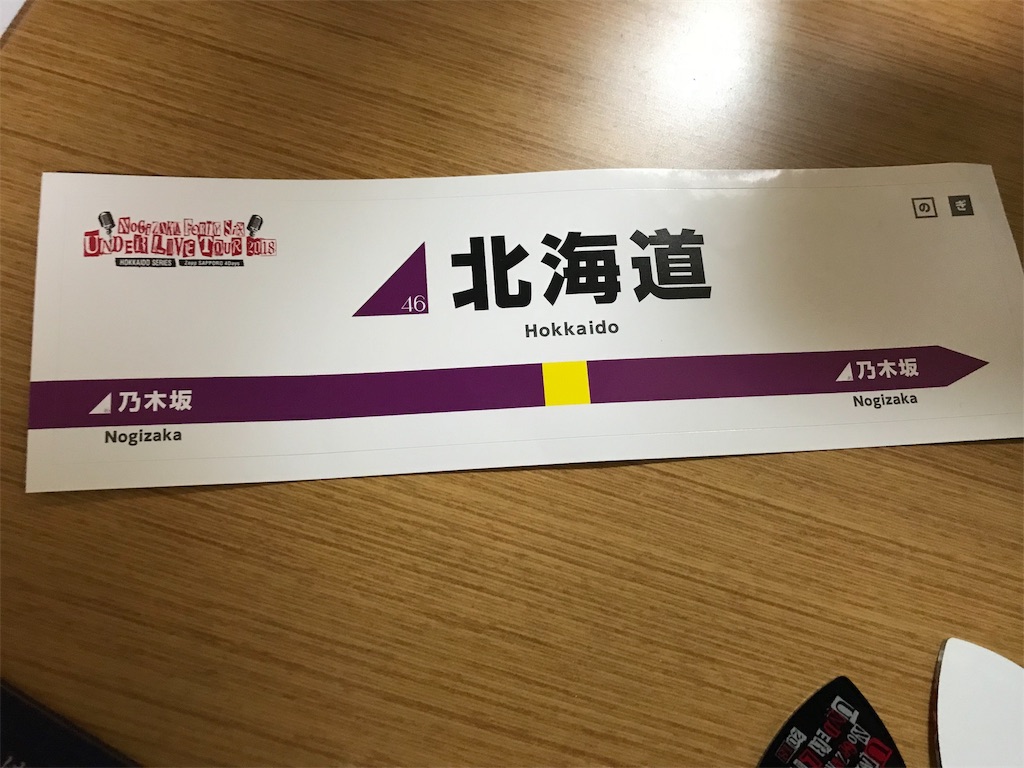 NOGIZAKA FORTY SIX
UNDER LIVE TOUR 2018
HOKKAIDO SERIES Zepp SAPPORO 4Days
の ぎ
46 北海道
Hokkaido
乃木坂
Nogizaka
乃木坂
Nogizaka